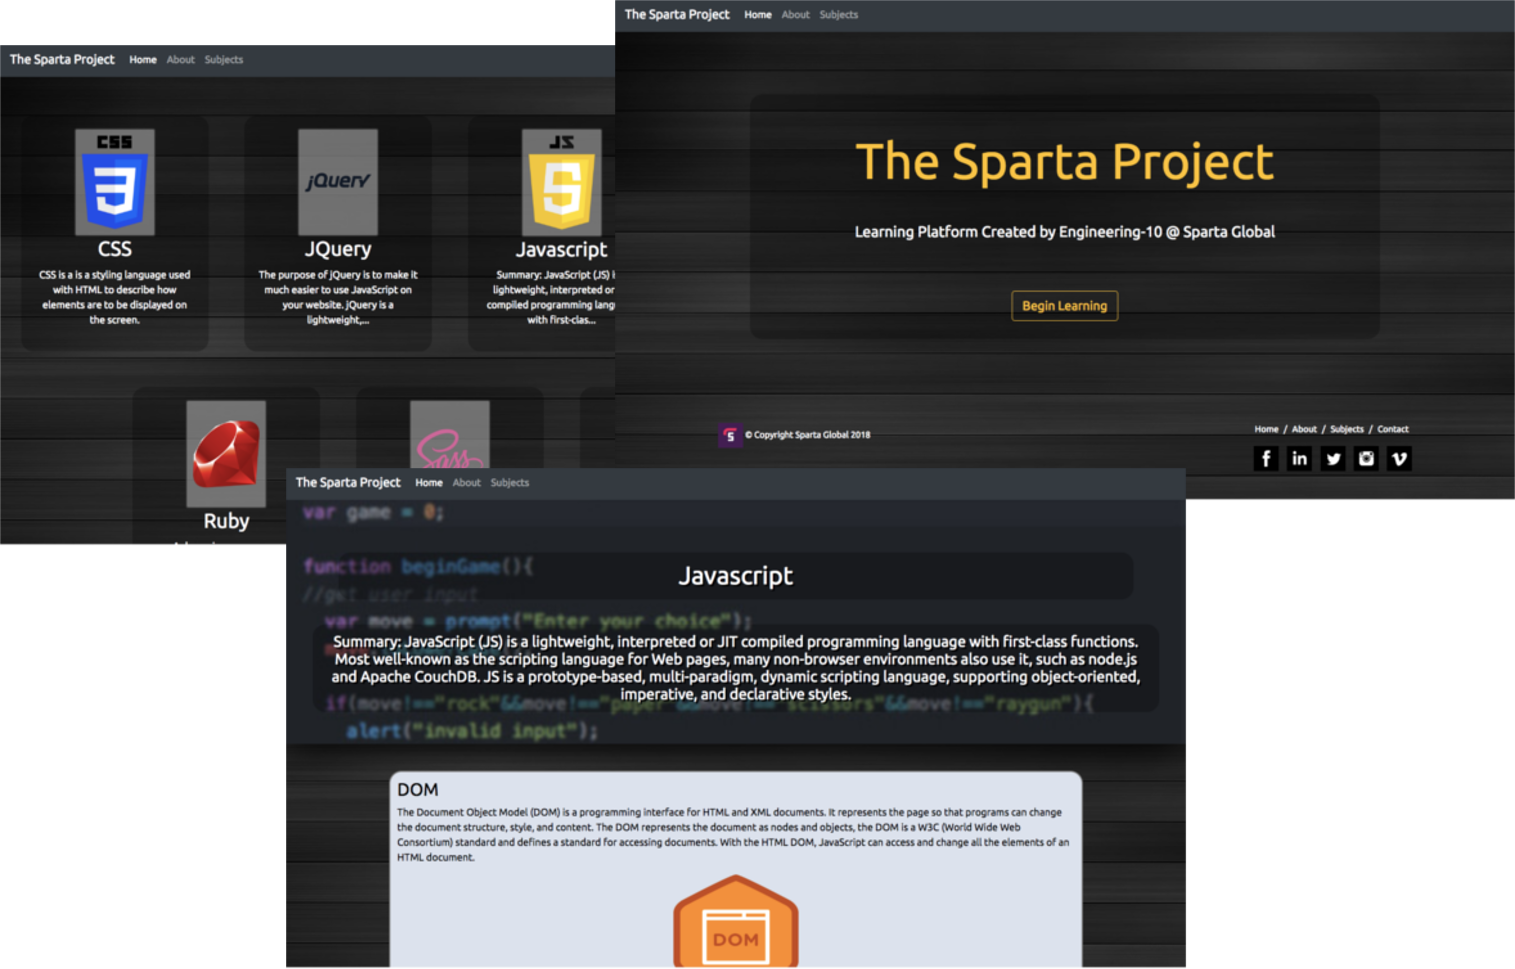 The Sparta Project Home About Subjects
The Sparta Project
Learning Platform Created by Engineering-10 @ Sparta Global
Begin Learning
© Copyright Sparta Global 2018
Home / About / Subjects / Contact
The Sparta Project Home About Subjects
CSS
CSS
CSS is a is a styling language used
with HTML to describe how
elements are to be displayed on
the screen.
jQuery
JQuery
The purpose of jQuery is to make it
much easier to use JavaScript on
your website. jQuery is a
lightweight,...
JS
Javascript
Summary: JavaScript (JS) i
lightweight, interpreted or
compiled programming lang
with first-clas...
Ruby
Sass
The Sparta Project Home About Subjects
var game = 0;
function beginGame(){
//get user input
var move = prompt("Enter your choice");
Javascript
Summary: JavaScript (JS) is a lightweight, interpreted or JIT compiled programming language with first-class functions.
Most well-known as the scripting language for Web pages, many non-browser environments also use it, such as node.js
and Apache CouchDB. JS is a prototype-based, multi-paradigm, dynamic scripting language, supporting object-oriented,
imperative, and declarative styles.
if(move!=="rock"&&move!=="paper"&&move!=="scissors"&&move!=="raygun"){
alert("invalid input");
DOM
The Document Object Model (DOM) is a programming interface for HTML and XML documents. It represents the page so that programs can change
the document structure, style, and content. The DOM represents the document as nodes and objects, the DOM is a W3C (World Wide Web
Consortium) standard and defines a standard for accessing documents. With the HTML DOM, JavaScript can access and change all the elements of an
HTML document.
DOM